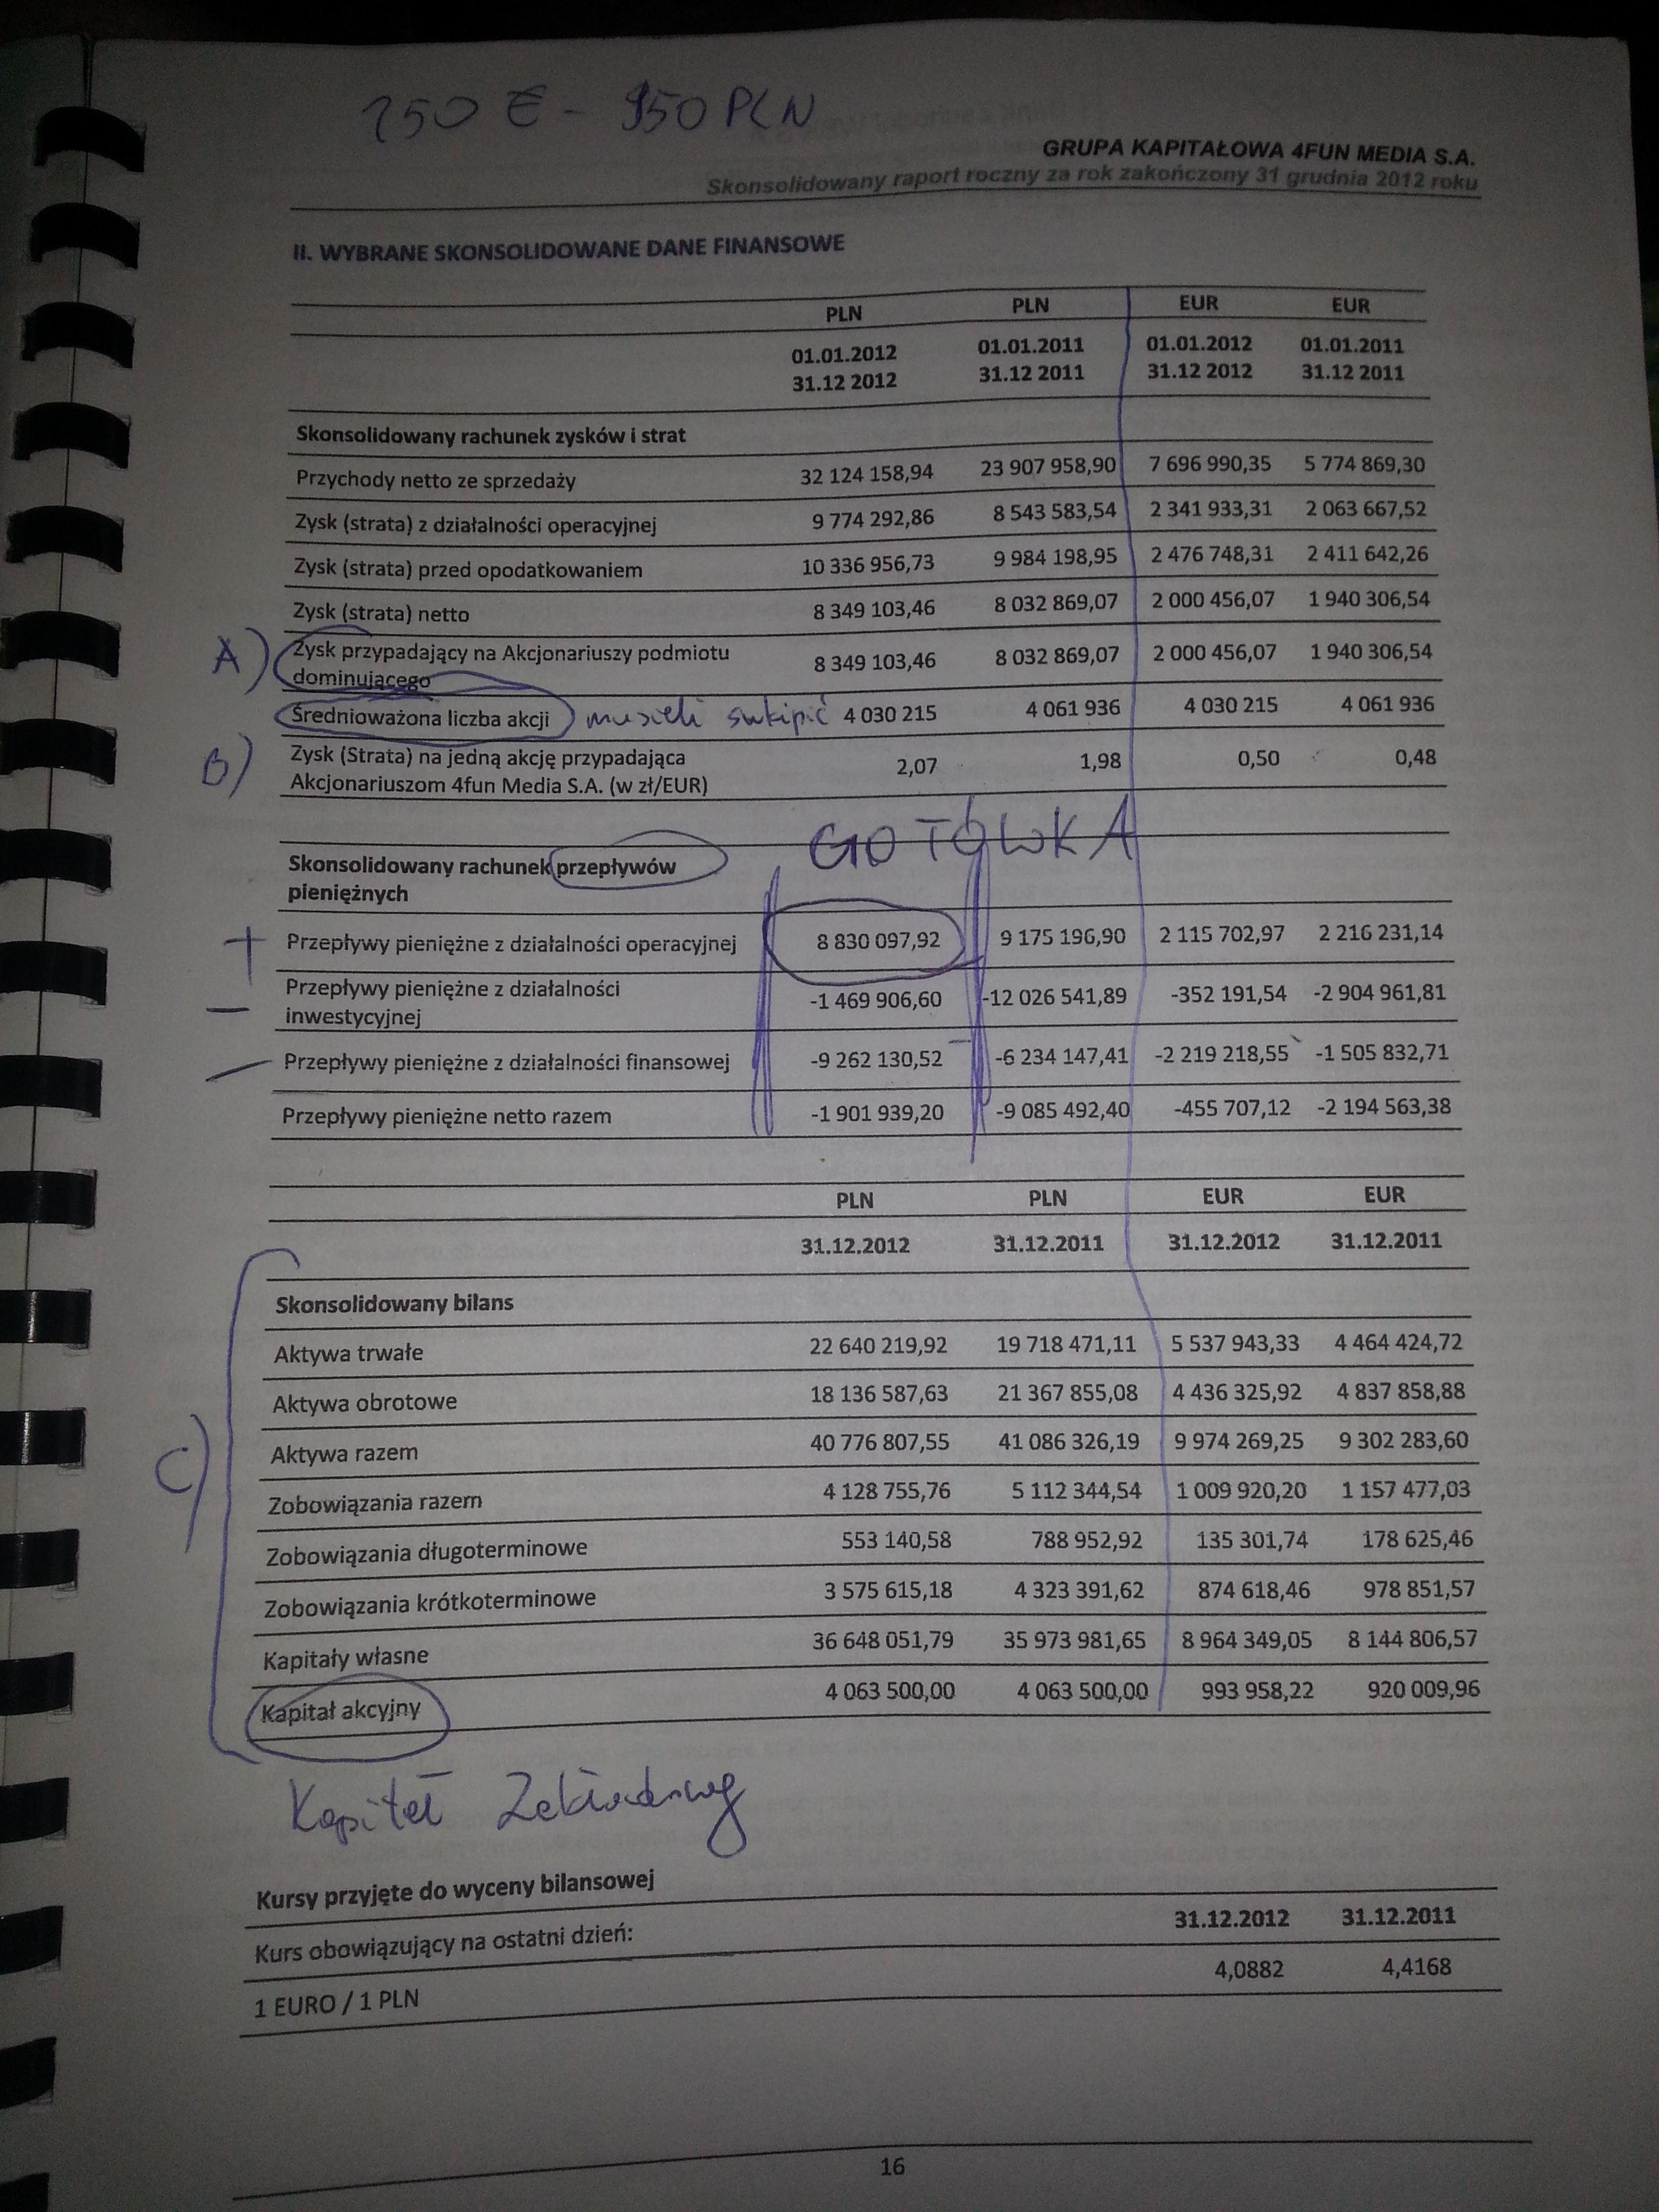 250 € - 950 PLN
GRUPA KAPITAŁOWA 4FUN MEDIA S.A.
Skonsolidowany raport roczny za rok zakończony 31 grudnia 2012 roku
II. WYBRANE SKONSOLIDOWANE DANE FINANSOWE
PLN PLN EUR EUR
01.01.2012 01.01.2011 01.01.2012 01.01.2011
31.12 2012 31.12 2011 31.12 2012 31.12 2011
Skonsolidowany rachunek zysków i strat
Przychody netto ze sprzedaży 32 124 158,94 23 907 958,90 7 696 990,35 5 774 869,30
Zysk (strata) z działalności operacyjnej 9 774 292,86 8 543 583,54 2 341 933,31 2 063 667,52
Zysk (strata) przed opodatkowaniem 10 336 956,73 9 984 198,95 2 476 748,31 2 411 642,26
Zysk (strata) netto 8 349 103,46 8 032 869,07 2 000 456,07 1 940 306,54
A) Zysk przypadający na Akcjonariuszy podmiotu
dominującego 8 349 103,46 8 032 869,07 2 000 456,07 1 940 306,54
Średnioważona liczba akcji musieli skupić 4 030 215 4 061 936 4 030 215 4 061 936
B) Zysk (Strata) na jedną akcję przypadająca
Akcjonariuszom 4fun Media S.A. (w zł/EUR) 2,07 1,98 0,50 0,48
GOTÓWKA
Skonsolidowany rachunek przepływów
pieniężnych
+ Przepływy pieniężne z działalności operacyjnej 8 830 097,92 9 175 196,90 2 115 702,97 2 216 231,14
- Przepływy pieniężne z działalności
inwestycyjnej -1 469 906,60 -12 026 541,89 -352 191,54 -2 904 961,81
- Przepływy pieniężne z działalności finansowej -9 262 130,52 -6 234 147,41 -2 219 218,55 -1 505 832,71
Przepływy pieniężne netto razem -1 901 939,20 -9 085 492,40 -455 707,12 -2 194 563,38
PLN PLN EUR EUR
31.12.2012 31.12.2011 31.12.2012 31.12.2011
Skonsolidowany bilans
Aktywa trwałe 22 640 219,92 19 718 471,11 5 537 943,33 4 464 424,72
Aktywa obrotowe 18 136 587,63 21 367 855,08 4 436 325,92 4 837 858,88
C) Aktywa razem 40 776 807,55 41 086 326,19 9 974 269,25 9 302 283,60
Zobowiązania razem 4 128 755,76 5 112 344,54 1 009 920,20 1 157 477,03
Zobowiązania długoterminowe 553 140,58 788 952,92 135 301,74 178 625,46
Zobowiązania krótkoterminowe 3 575 615,18 4 323 391,62 874 618,46 978 851,57
Kapitały własne 36 648 051,79 35 973 981,65 8 964 349,05 8 144 806,57
Kapitał akcyjny 4 063 500,00 4 063 500,00 993 958,22 920 009,96
Kapitał Zakładowy
Kursy przyjęte do wyceny bilansowej
Kurs obowiązujący na ostatni dzień: 31.12.2012 31.12.2011
1 EURO / 1 PLN 4,0882 4,4168
16